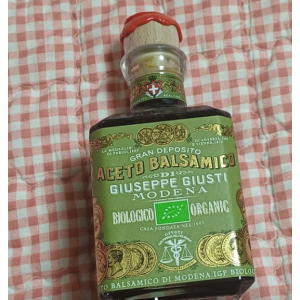 GRAN DEPOSITO
ACETO BALSAMICO
DI
GIUSEPPE GIUSTI
MODENA
BIOLOGICO ORGANIC
CASA FONDATA NEL 1605
GIUSTI
ACETO BALSAMICO DI MODENA IGP BIOLOGICO